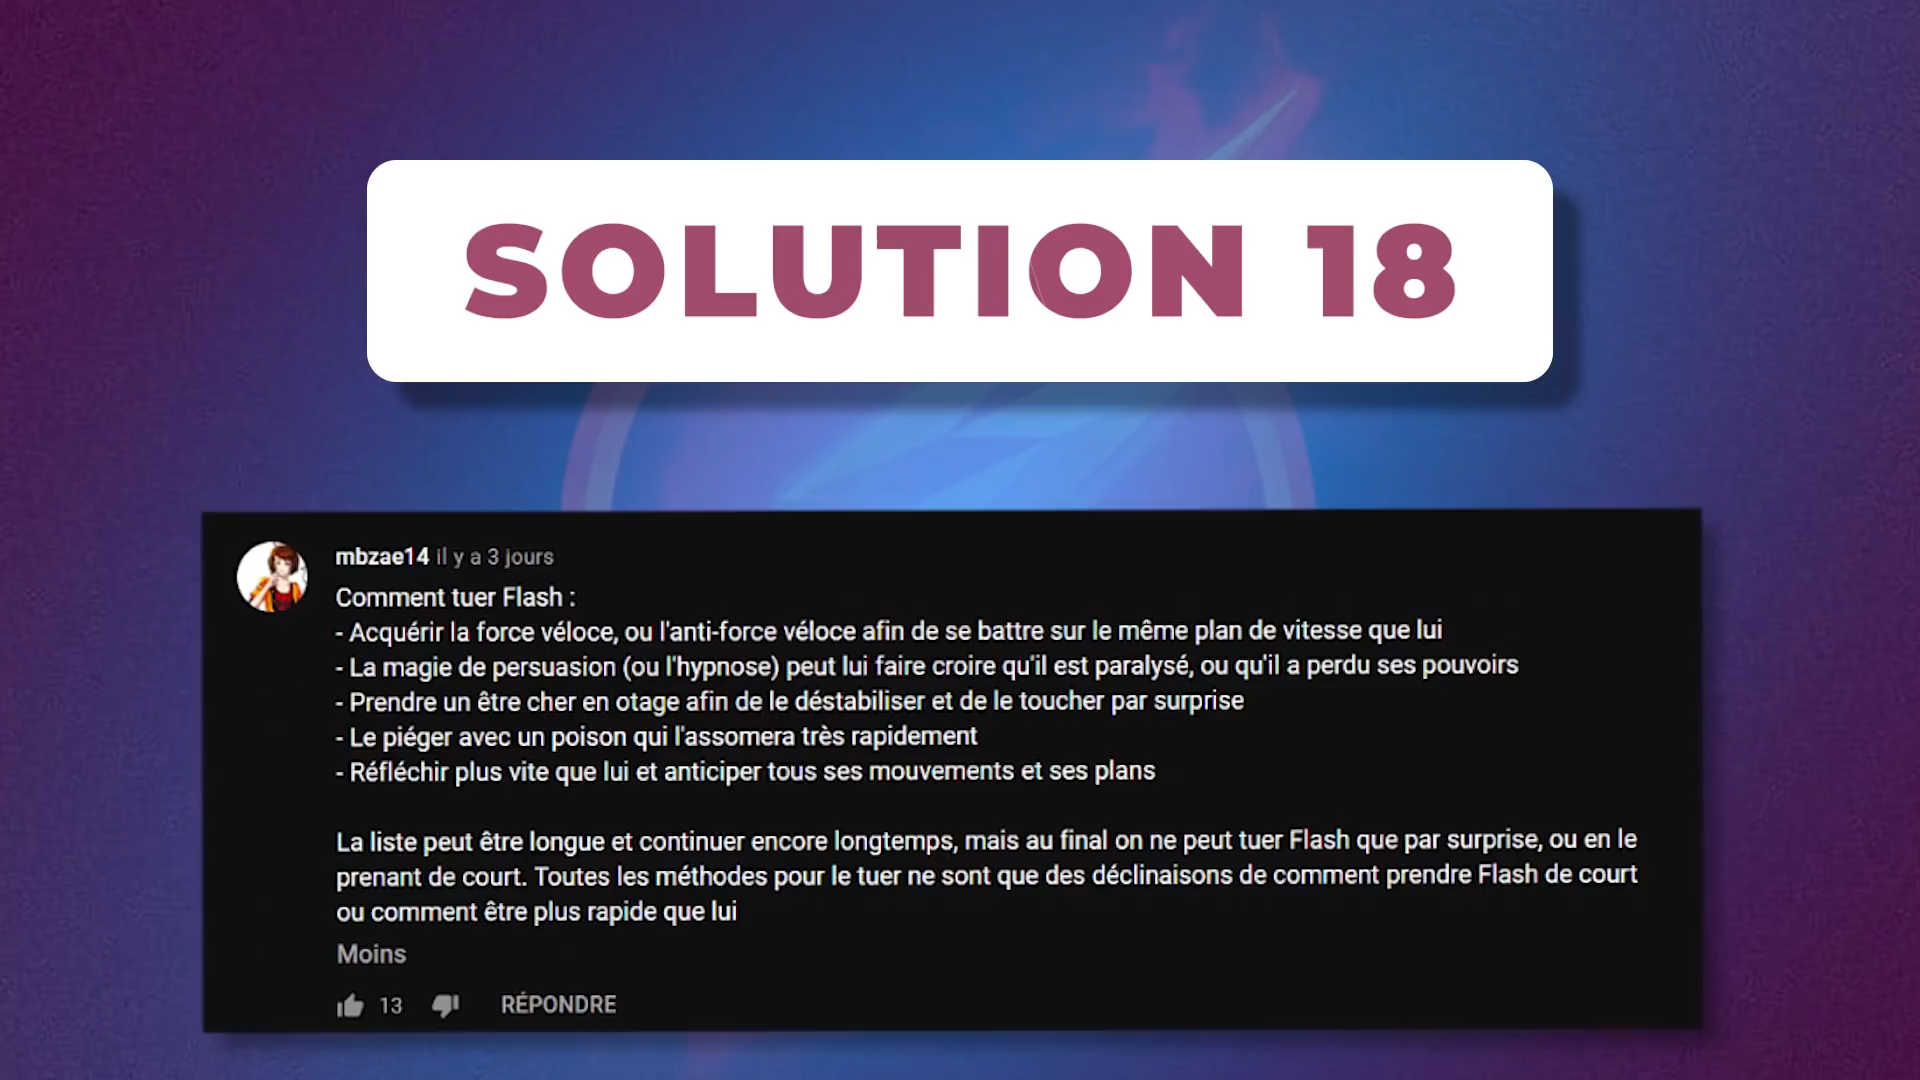 SOLUTION 18
mbzae14 il y a 3 jours
Comment tuer Flash :
- Acquérir la force véloce, ou l'anti-force véloce afin de se battre sur le même plan de vitesse que lui
- La magie de persuasion (ou l'hypnose) peut lui faire croire qu'il est paralysé, ou qu'il a perdu ses pouvoirs
- Prendre un être cher en otage afin de le déstabiliser et de le toucher par surprise
- Le piéger avec un poison qui l'assomera très rapidement
- Réfléchir plus vite que lui et anticiper tous ses mouvements et ses plans
La liste peut être longue et continuer encore longtemps, mais au final on ne peut tuer Flash que par surprise, ou en le
prenant de court. Toutes les méthodes pour le tuer ne sont que des déclinaisons de comment prendre Flash de court
ou comment être plus rapide que lui
Moins
13
RÉPONDRE